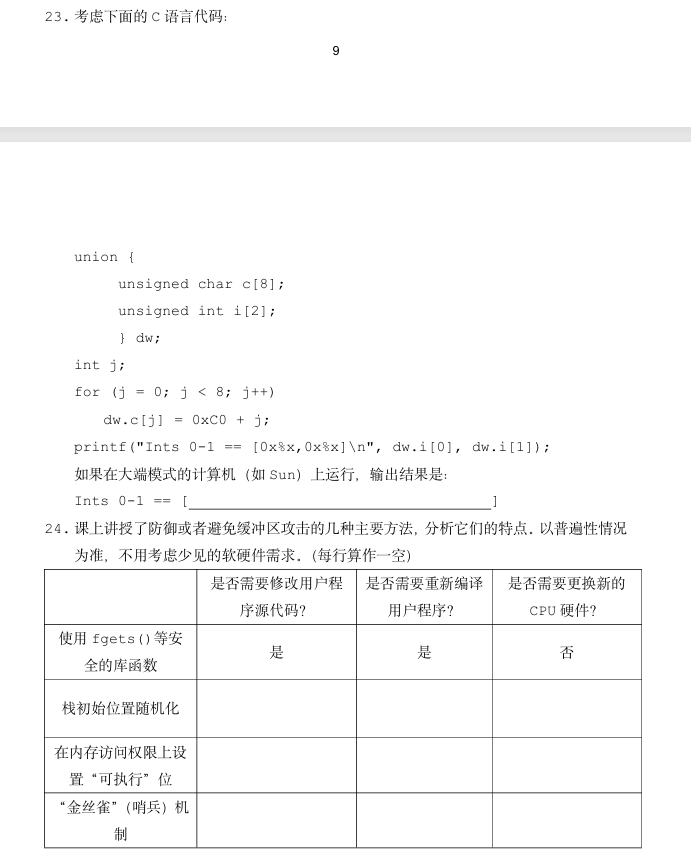 23. 考虑下面的 C 语言代码:
9
union {
unsigned char c[8];
unsigned int i[2];
} dw;
int j;
for (j = 0; j < 8; j++)
dw.c[j] = 0xC0 + j;
printf("Ints 0-1 == [0x%x,0x%x]\n", dw.i[0], dw.i[1]);
如果在大端模式的计算机（如 Sun）上运行，输出结果是:
Ints 0-1 == [ ]
24. 课上讲授了防御或者避免缓冲区攻击的几种主要方法，分析它们的特点。以普遍性情况
为准，不用考虑少见的软硬件需求。（每行算作一空）
是否需要修改用户程
序源代码?
是否需要重新编译
用户程序?
是否需要更换新的
CPU 硬件?
使用 fgets()等安
全的库函数
是
是
否
栈初始位置随机化
在内存访问权限上设
置“可执行”位
“金丝雀”（哨兵）机
制